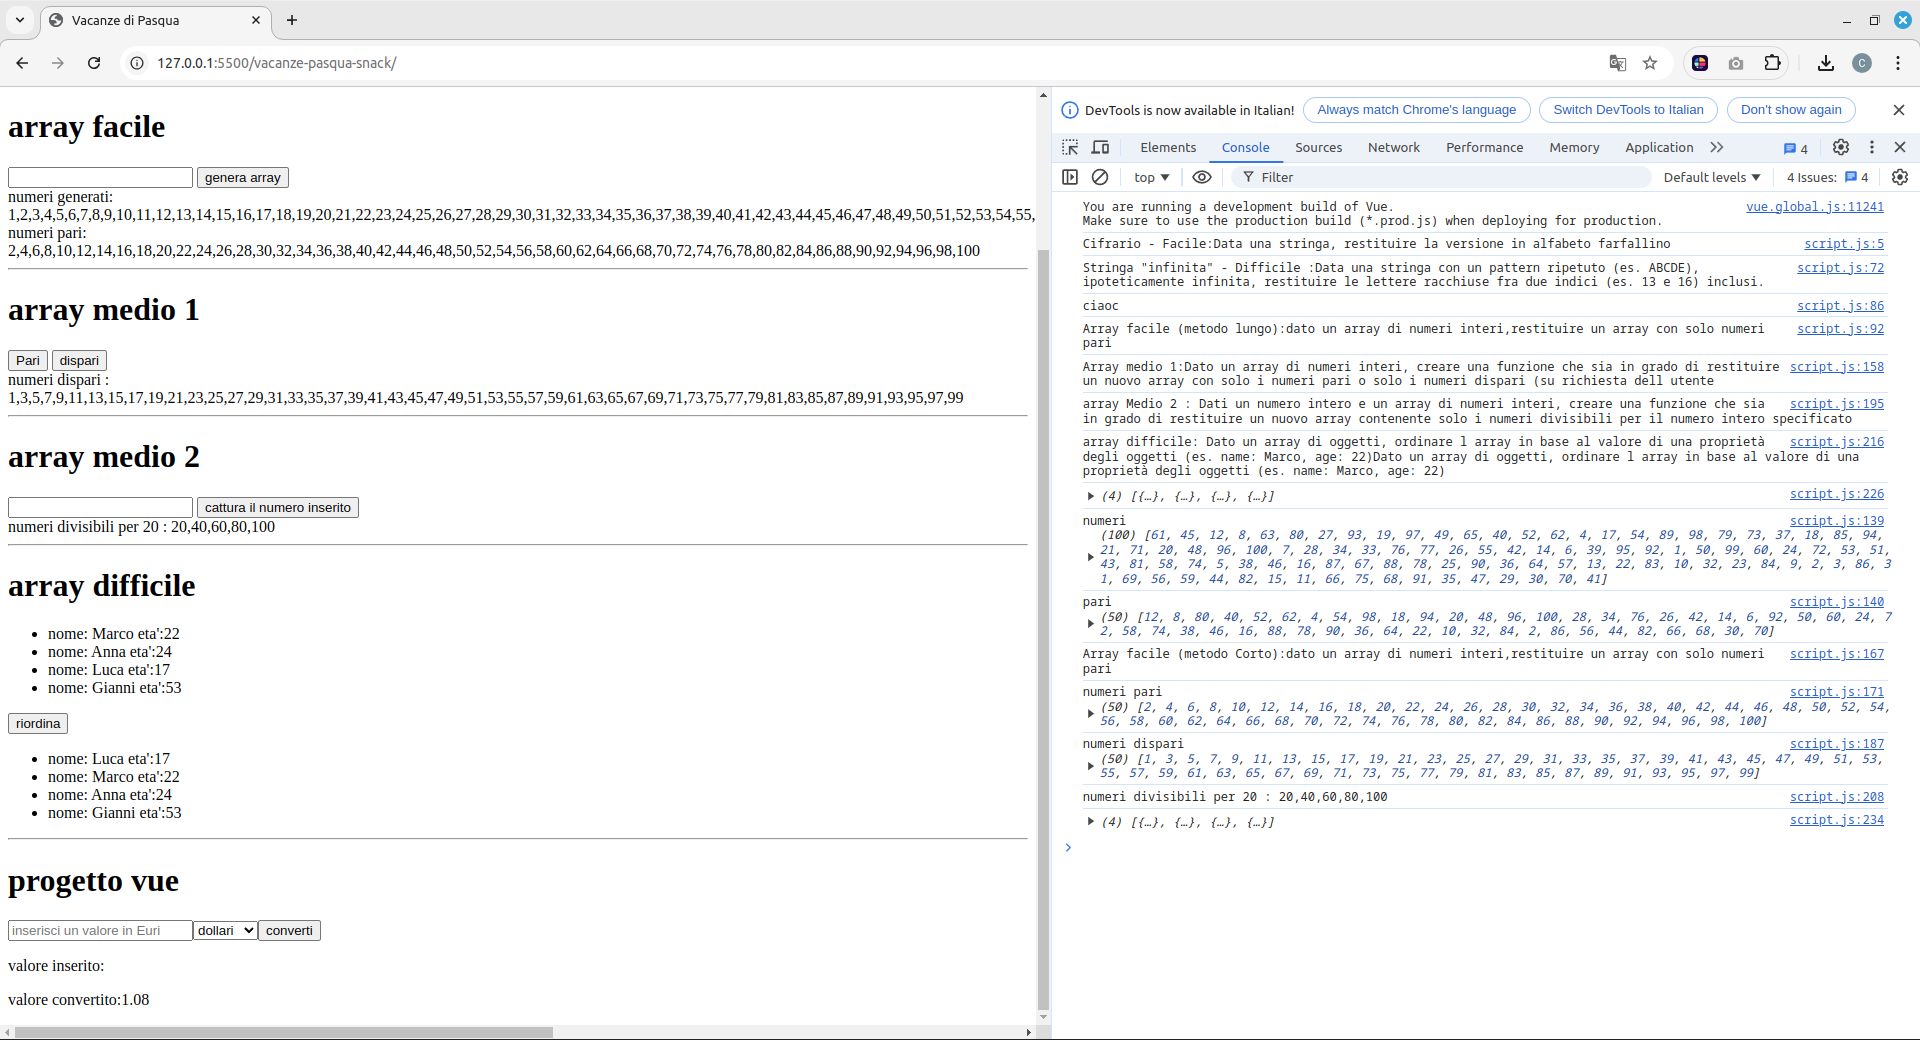 Vacanze di Pasqua
127.0.0.1:5500/vacanze-pasqua-snack/
C
array facile
genera array
numeri generati:
1,2,3,4,5,6,7,8,9,10,11,12,13,14,15,16,17,18,19,20,21,22,23,24,25,26,27,28,29,30,31,32,33,34,35,36,37,38,39,40,41,42,43,44,45,46,47,48,49,50,51,52,53,54,55,
numeri pari:
2,4,6,8,10,12,14,16,18,20,22,24,26,28,30,32,34,36,38,40,42,44,46,48,50,52,54,56,58,60,62,64,66,68,70,72,74,76,78,80,82,84,86,88,90,92,94,96,98,100
array medio 1
Pari dispari
numeri dispari :
1,3,5,7,9,11,13,15,17,19,21,23,25,27,29,31,33,35,37,39,41,43,45,47,49,51,53,55,57,59,61,63,65,67,69,71,73,75,77,79,81,83,85,87,89,91,93,95,97,99
array medio 2
cattura il numero inserito
numeri divisibili per 20 : 20,40,60,80,100
array difficile
nome: Marco eta':22
nome: Anna eta':24
nome: Luca eta':17
nome: Gianni eta':53
riordina
nome: Luca eta':17
nome: Marco eta':22
nome: Anna eta':24
nome: Gianni eta':53
progetto vue
inserisci un valore in Euri dollari converti
valore inserito:
valore convertito:1.08
DevTools is now available in Italian! Always match Chrome's language Switch DevTools to Italian Don't show again
Elements Console Sources Network Performance Memory Application 4
top Filter Default levels 4 Issues: 4
You are running a development build of Vue. vue.global.js:11241
Make sure to use the production build (*.prod.js) when deploying for production.
Cifrario - Facile:Data una stringa, restituire la versione in alfabeto farfallino script.js:5
Stringa "infinita" - Difficile :Data una stringa con un pattern ripetuto (es. ABCDE), script.js:72
ipoteticamente infinita, restituire le lettere racchiuse fra due indici (es. 13 e 16) inclusi.
ciaoc script.js:86
Array facile (metodo lungo):dato un array di numeri interi,restituire un array con solo numeri script.js:92
pari
Array medio 1:Dato un array di numeri interi, creare una funzione che sia in grado di restituire script.js:158
un nuovo array con solo i numeri pari o solo i numeri dispari (su richiesta dell utente
array Medio 2 : Dati un numero intero e un array di numeri interi, creare una funzione che sia script.js:195
in grado di restituire un nuovo array contenente solo i numeri divisibili per il numero intero specificato
array difficile: Dato un array di oggetti, ordinare l array in base al valore di una proprietà script.js:216
degli oggetti (es. name: Marco, age: 22)Dato un array di oggetti, ordinare l array in base al valore di una
proprietà degli oggetti (es. name: Marco, age: 22)
(4) [{…}, {…}, {…}, {…}] script.js:226
numeri script.js:139
(100) [61, 45, 12, 8, 63, 80, 27, 93, 19, 97, 49, 65, 40, 52, 62, 4, 17, 54, 89, 98, 79, 73, 37, 18, 85, 94,
21, 71, 20, 48, 96, 100, 7, 28, 34, 33, 76, 77, 26, 55, 42, 14, 6, 39, 95, 92, 1, 50, 99, 60, 24, 72, 53, 51,
43, 81, 58, 74, 5, 38, 46, 16, 87, 67, 88, 78, 25, 90, 36, 64, 57, 13, 22, 83, 10, 32, 23, 84, 9, 2, 3, 86, 3
1, 69, 56, 59, 44, 82, 15, 11, 66, 75, 68, 91, 35, 47, 29, 30, 70, 41]
pari script.js:140
(50) [12, 8, 80, 40, 52, 62, 4, 54, 98, 18, 94, 20, 48, 96, 100, 28, 34, 76, 26, 42, 14, 6, 92, 50, 60, 24, 7
2, 58, 74, 38, 46, 16, 88, 78, 90, 36, 64, 22, 10, 32, 84, 2, 86, 56, 44, 82, 66, 68, 30, 70]
Array facile (metodo Corto):dato un array di numeri interi,restituire un array con solo numeri script.js:167
pari
numeri pari script.js:171
(50) [2, 4, 6, 8, 10, 12, 14, 16, 18, 20, 22, 24, 26, 28, 30, 32, 34, 36, 38, 40, 42, 44, 46, 48, 50, 52, 54,
56, 58, 60, 62, 64, 66, 68, 70, 72, 74, 76, 78, 80, 82, 84, 86, 88, 90, 92, 94, 96, 98, 100]
numeri dispari script.js:187
(50) [1, 3, 5, 7, 9, 11, 13, 15, 17, 19, 21, 23, 25, 27, 29, 31, 33, 35, 37, 39, 41, 43, 45, 47, 49, 51, 53,
55, 57, 59, 61, 63, 65, 67, 69, 71, 73, 75, 77, 79, 81, 83, 85, 87, 89, 91, 93, 95, 97, 99]
numeri divisibili per 20 : 20,40,60,80,100 script.js:208
(4) [{…}, {…}, {…}, {…}] script.js:234